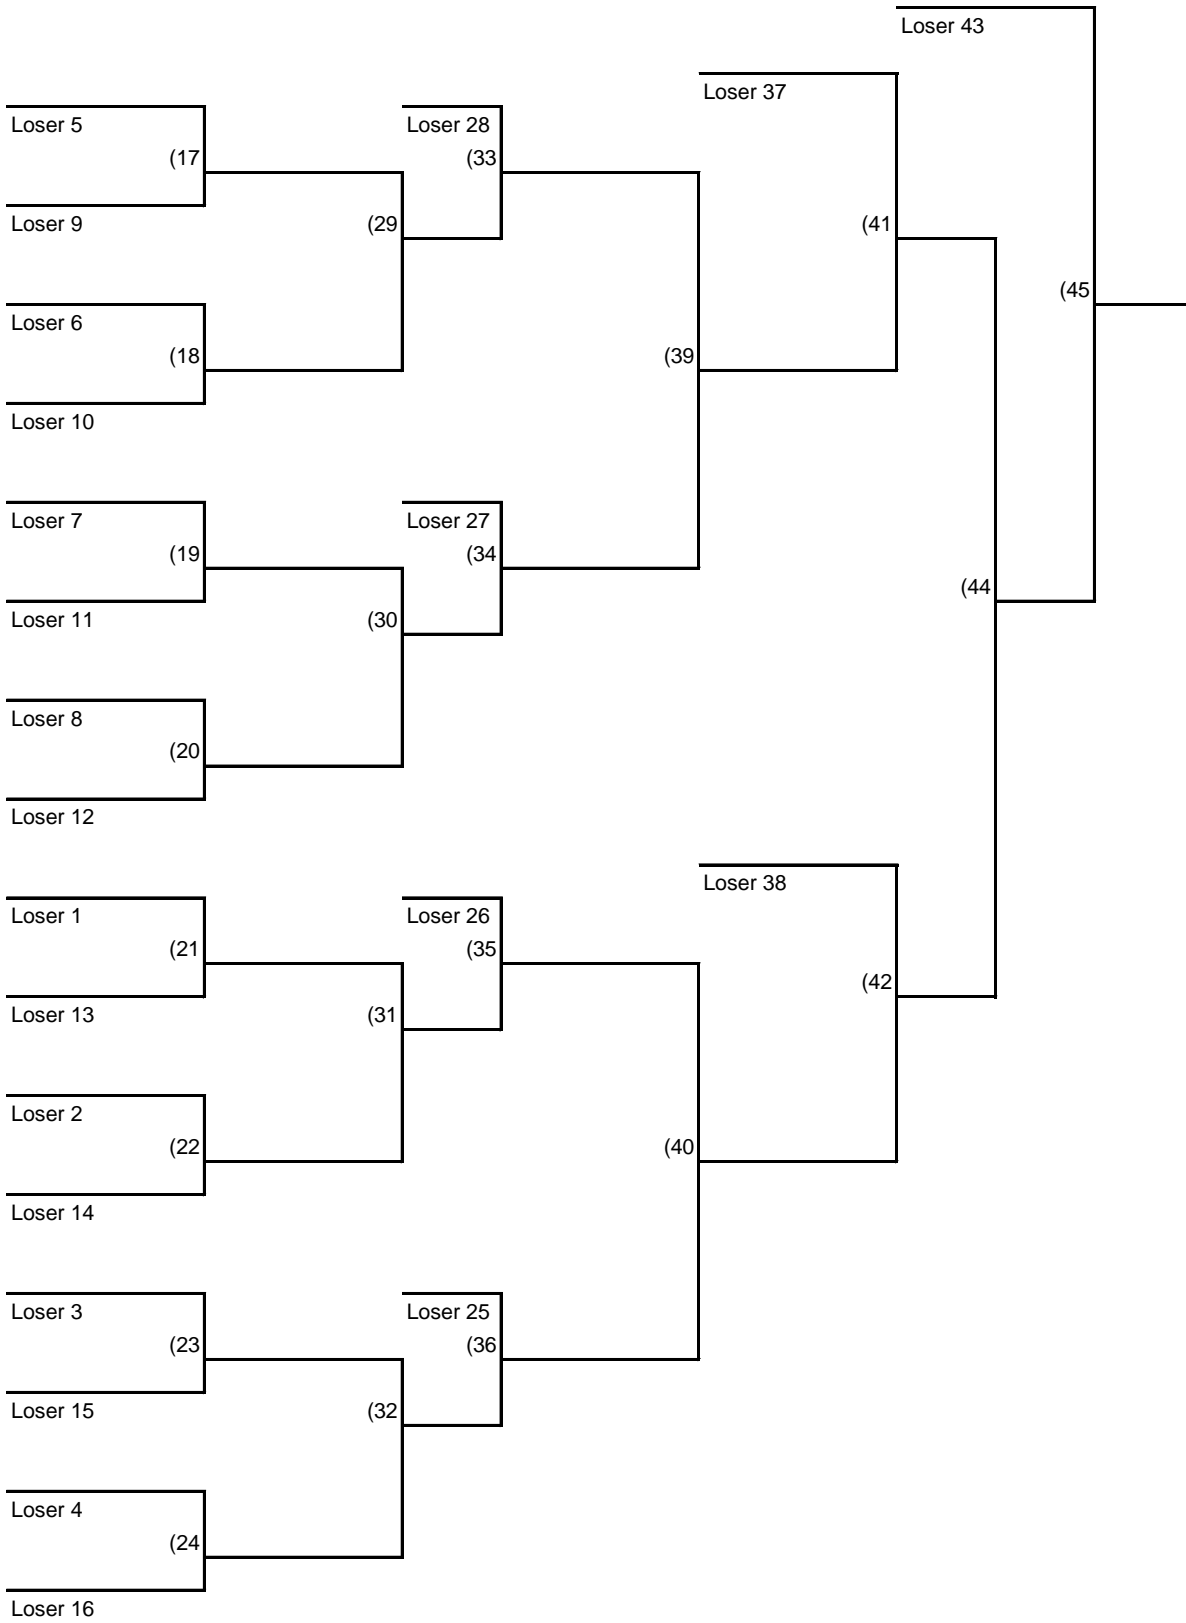 Loser 43
Loser 37
Loser 5
Loser 28
(17
(33
Loser 9
(29
(41
(45
Loser 6
(18
(39
Loser 10
Loser 7
Loser 27
(19
(34
(44
Loser 11
(30
Loser 8
(20
Loser 12
Loser 38
Loser 1
Loser 26
(21
(35
(42
Loser 13
(31
Loser 2
(22
(40
Loser 14
Loser 3
Loser 25
(23
(36
Loser 15
(32
Loser 4
(24
Loser 16